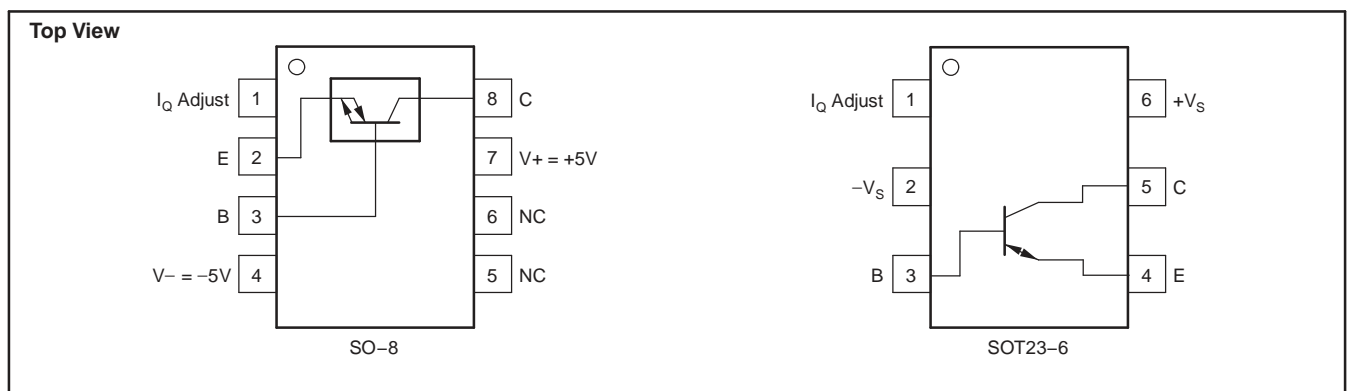 Top View
I_Q Adjust 1
E 2
B 3
V− = −5V 4
8 C
7 V+ = +5V
6 NC
5 NC
SO−8
I_Q Adjust 1
−V_S 2
B 3
6 +V_S
5 C
4 E
SOT23−6